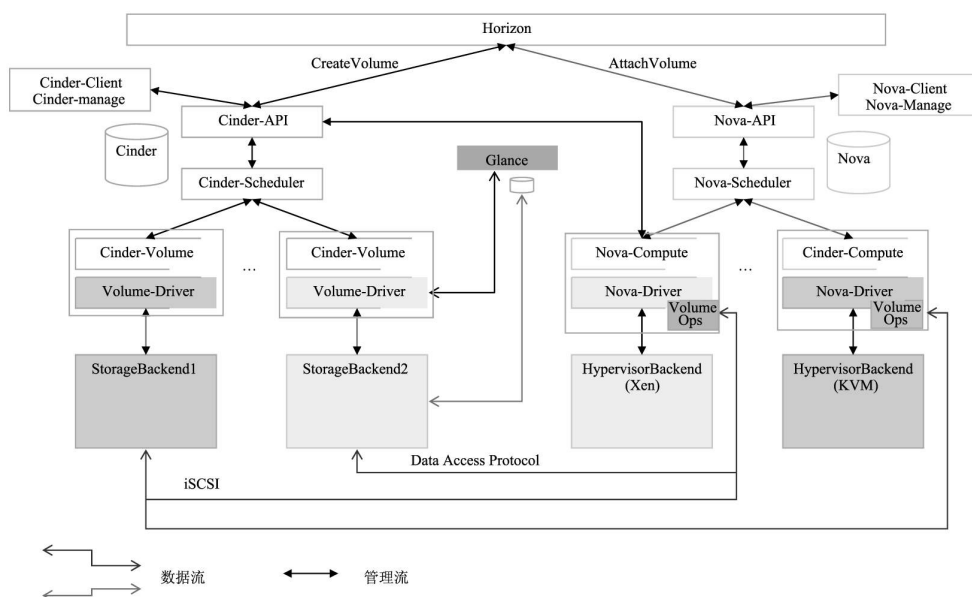 Horizon
CreateVolume
AttachVolume
Cinder-Client
Cinder-manage
Nova-Client
Nova-Manage
Cinder-API
Nova-API
Cinder
Glance
Nova
Cinder-Scheduler
Nova-Scheduler
Cinder-Volume
Volume-Driver
...
Cinder-Volume
Volume-Driver
Nova-Compute
Nova-Driver
Volume
Ops
...
Cinder-Compute
Nova-Driver
Volume
Ops
StorageBackend1
StorageBackend2
HypervisorBackend
(Xen)
HypervisorBackend
(KVM)
Data Access Protocol
iSCSI
数据流
管理流